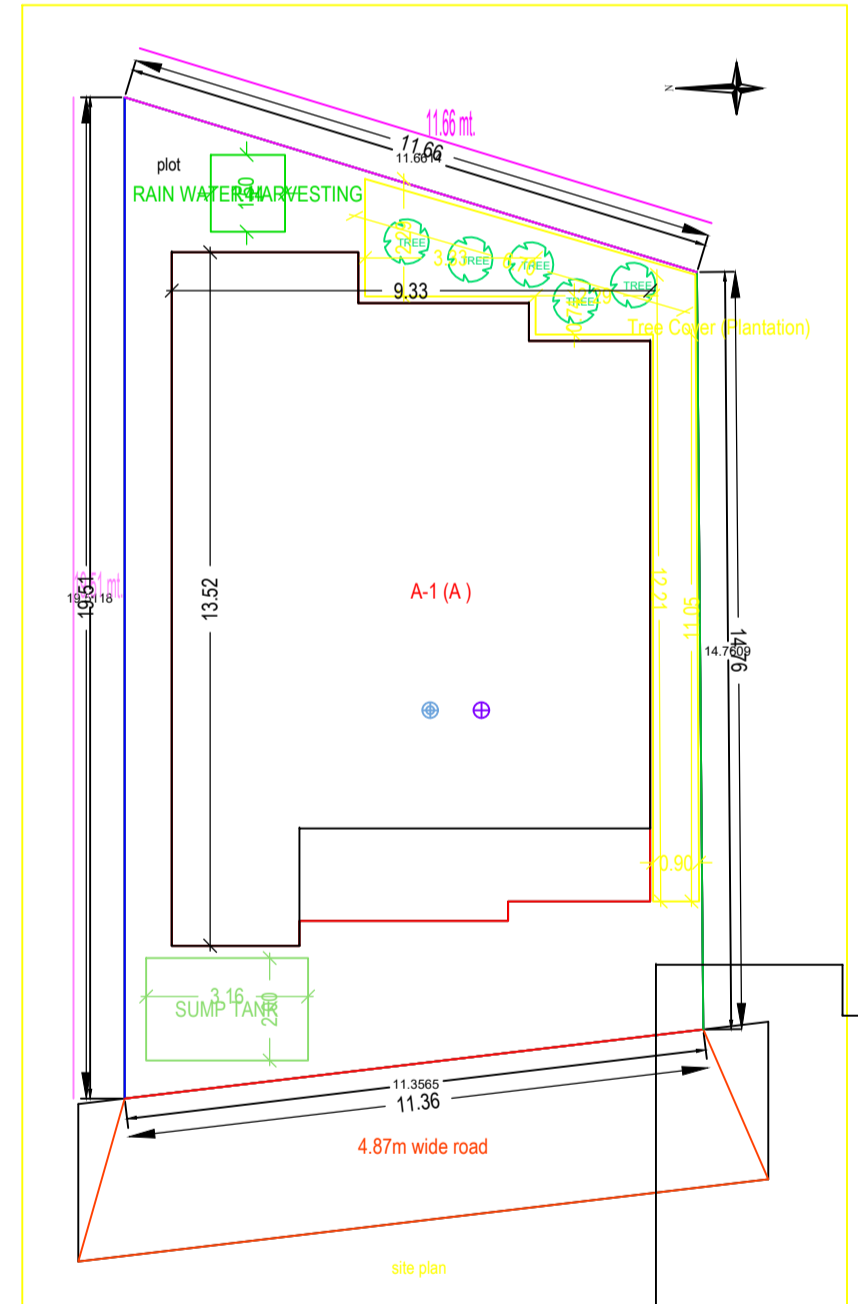 N
11.66 mt.
11.66
11.6614
plot
RAIN WATER HARVESTING
TREE
TREE
TREE
TREE
TREE
3.83
9.33
Tree Cover (Plantation)
13.52
A-1 (A )
12.21
11.05
19.51
14.76
14.7609
0.90
3.16
SUMP TANK
11.3565
11.36
4.87m wide road
site plan